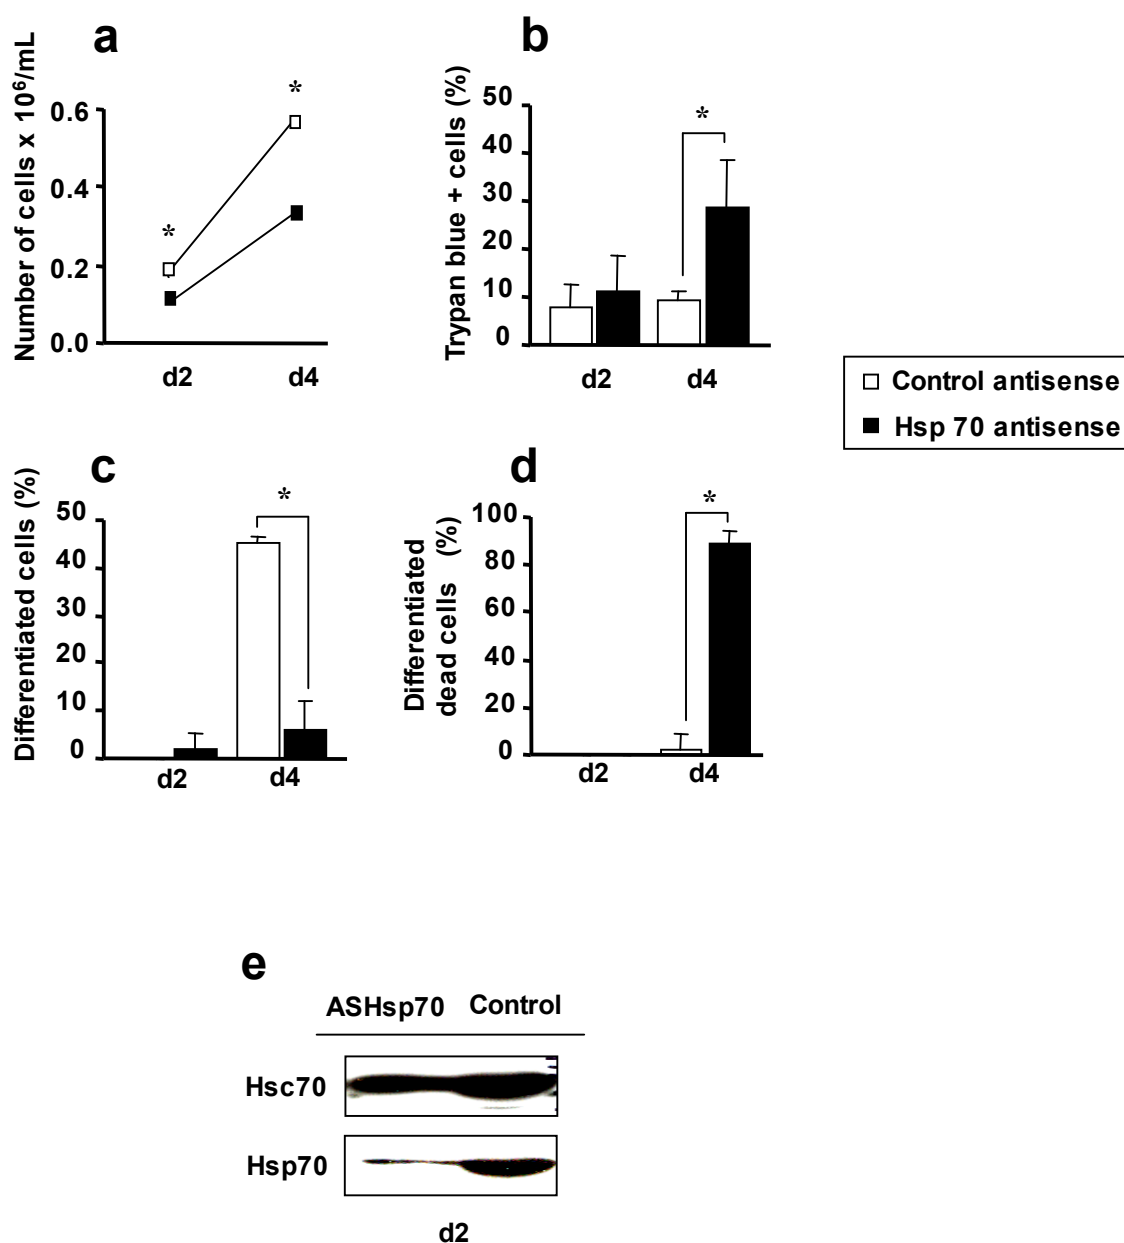 a
Number of cells x 10⁶/mL
0.6
0.4
0.2
0.0
*
*
d2
d4
b
Trypan blue + cells (%)
50
40
30
20
10
0
*
d2
d4
Control antisense
Hsp 70 antisense
c
Differentiated cells (%)
50
40
30
20
10
0
*
d2
d4
d
Differentiated
dead cells (%)
100
80
60
40
20
0
*
d2
d4
e
ASHsp70 Control
Hsc70
Hsp70
d2